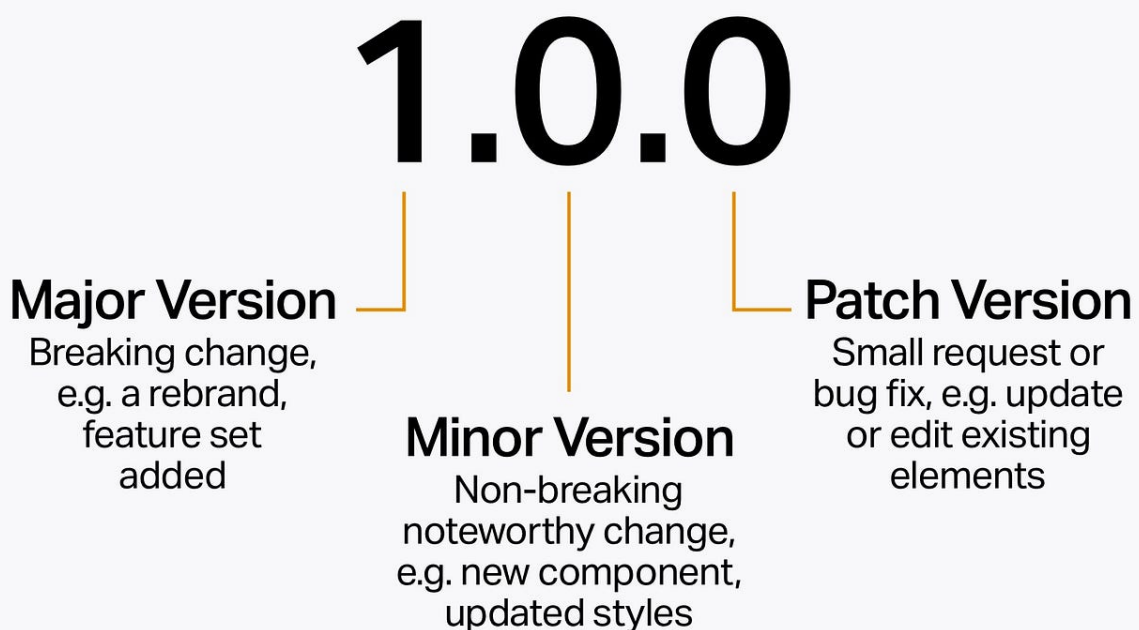 1.0.0
Major Version
Breaking change,
e.g. a rebrand,
feature set
added
Minor Version
Non-breaking
noteworthy change,
e.g. new component,
updated styles
Patch Version
Small request or
bug fix, e.g. update
or edit existing
elements